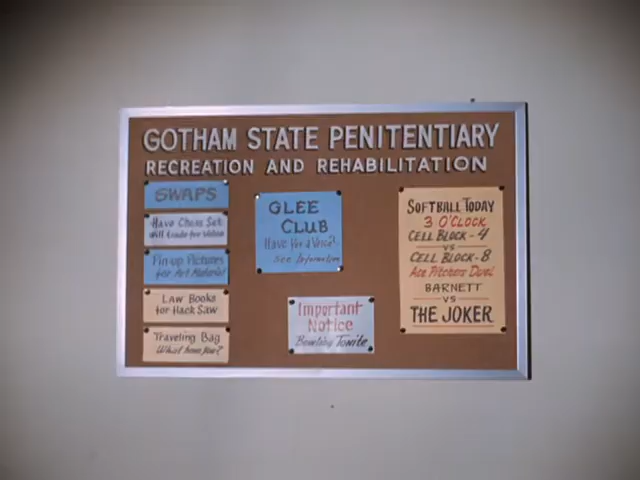 GOTHAM STATE PENITENTIARY
RECREATION AND REHABILITATION
SWAPS
Have Chess Set
Will trade for
Pin-up Pictures
for Art Material
Law Books
for Hack Saw
Traveling Bag
What have you?
GLEE
CLUB
Have You a Voice?
See Information
Important
Notice
Bowling Tonite
SOFTBALL TODAY
3 O'CLOCK
CELL BLOCK - 4
VS
CELL BLOCK - 8
Ace Pitchers Duel
BARNETT
VS
THE JOKER